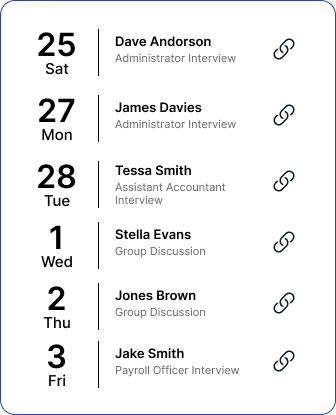 25
Sat
Dave Andorson
Administrator Interview
27
Mon
James Davies
Administrator Interview
28
Tue
Tessa Smith
Assistant Accountant
Interview
1
Wed
Stella Evans
Group Discussion
2
Thu
Jones Brown
Group Discussion
3
Fri
Jake Smith
Payroll Officer Interview